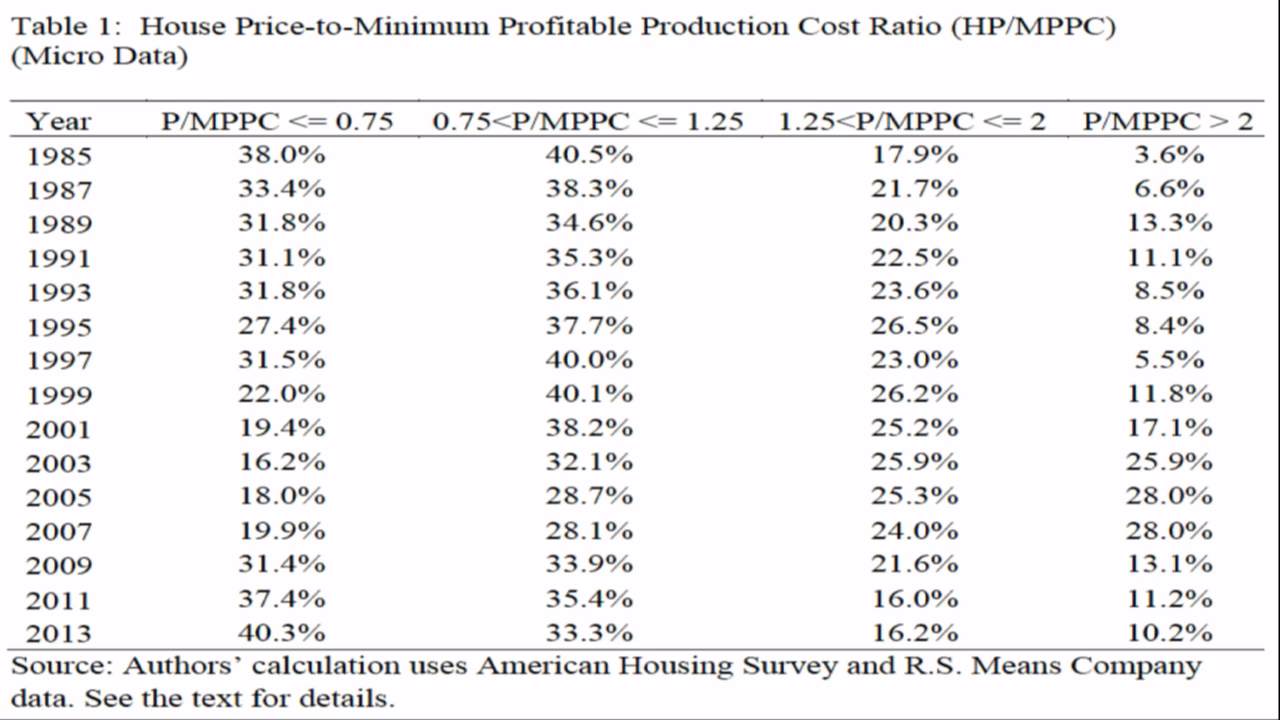 Table 1:  House Price-to-Minimum Profitable Production Cost Ratio (HP/MPPC)
(Micro Data)
Year P/MPPC <= 0.75 0.75<P/MPPC <= 1.25 1.25<P/MPPC <= 2 P/MPPC > 2
1985 38.0% 40.5% 17.9% 3.6%
1987 33.4% 38.3% 21.7% 6.6%
1989 31.8% 34.6% 20.3% 13.3%
1991 31.1% 35.3% 22.5% 11.1%
1993 31.8% 36.1% 23.6% 8.5%
1995 27.4% 37.7% 26.5% 8.4%
1997 31.5% 40.0% 23.0% 5.5%
1999 22.0% 40.1% 26.2% 11.8%
2001 19.4% 38.2% 25.2% 17.1%
2003 16.2% 32.1% 25.9% 25.9%
2005 18.0% 28.7% 25.3% 28.0%
2007 19.9% 28.1% 24.0% 28.0%
2009 31.4% 33.9% 21.6% 13.1%
2011 37.4% 35.4% 16.0% 11.2%
2013 40.3% 33.3% 16.2% 10.2%
Source: Authors’ calculation uses American Housing Survey and R.S. Means Company
data. See the text for details.